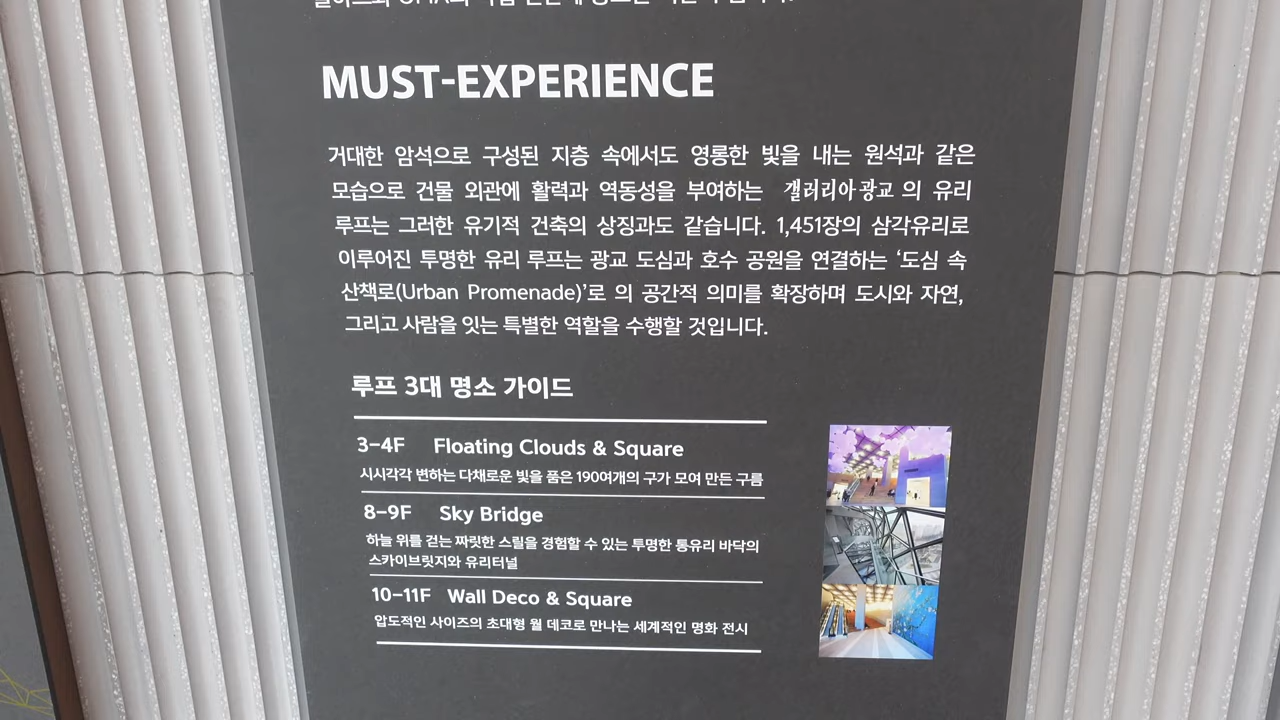 MUST-EXPERIENCE
거대한 암석으로 구성된 지층 속에서도 영롱한 빛을 내는 원석과 같은
모습으로 건물 외관에 활력과 역동성을 부여하는 갤러리아광교 의 유리
루프는 그러한 유기적 건축의 상징과도 같습니다. 1,451장의 삼각유리로
이루어진 투명한 유리 루프는 광교 도심과 호수 공원을 연결하는 ‘도심 속
산책로(Urban Promenade)’로 의 공간적 의미를 확장하며 도시와 자연,
그리고 사람을 잇는 특별한 역할을 수행할 것입니다.
루프 3대 명소 가이드
3-4F Floating Clouds & Square
시시각각 변하는 다채로운 빛을 품은 190여개의 구가 모여 만든 구름
8-9F Sky Bridge
하늘 위를 걷는 짜릿한 스릴을 경험할 수 있는 투명한 통유리 바닥의
스카이브릿지와 유리터널
10-11F Wall Deco & Square
압도적인 사이즈의 초대형 월 데코로 만나는 세계적인 명화 전시